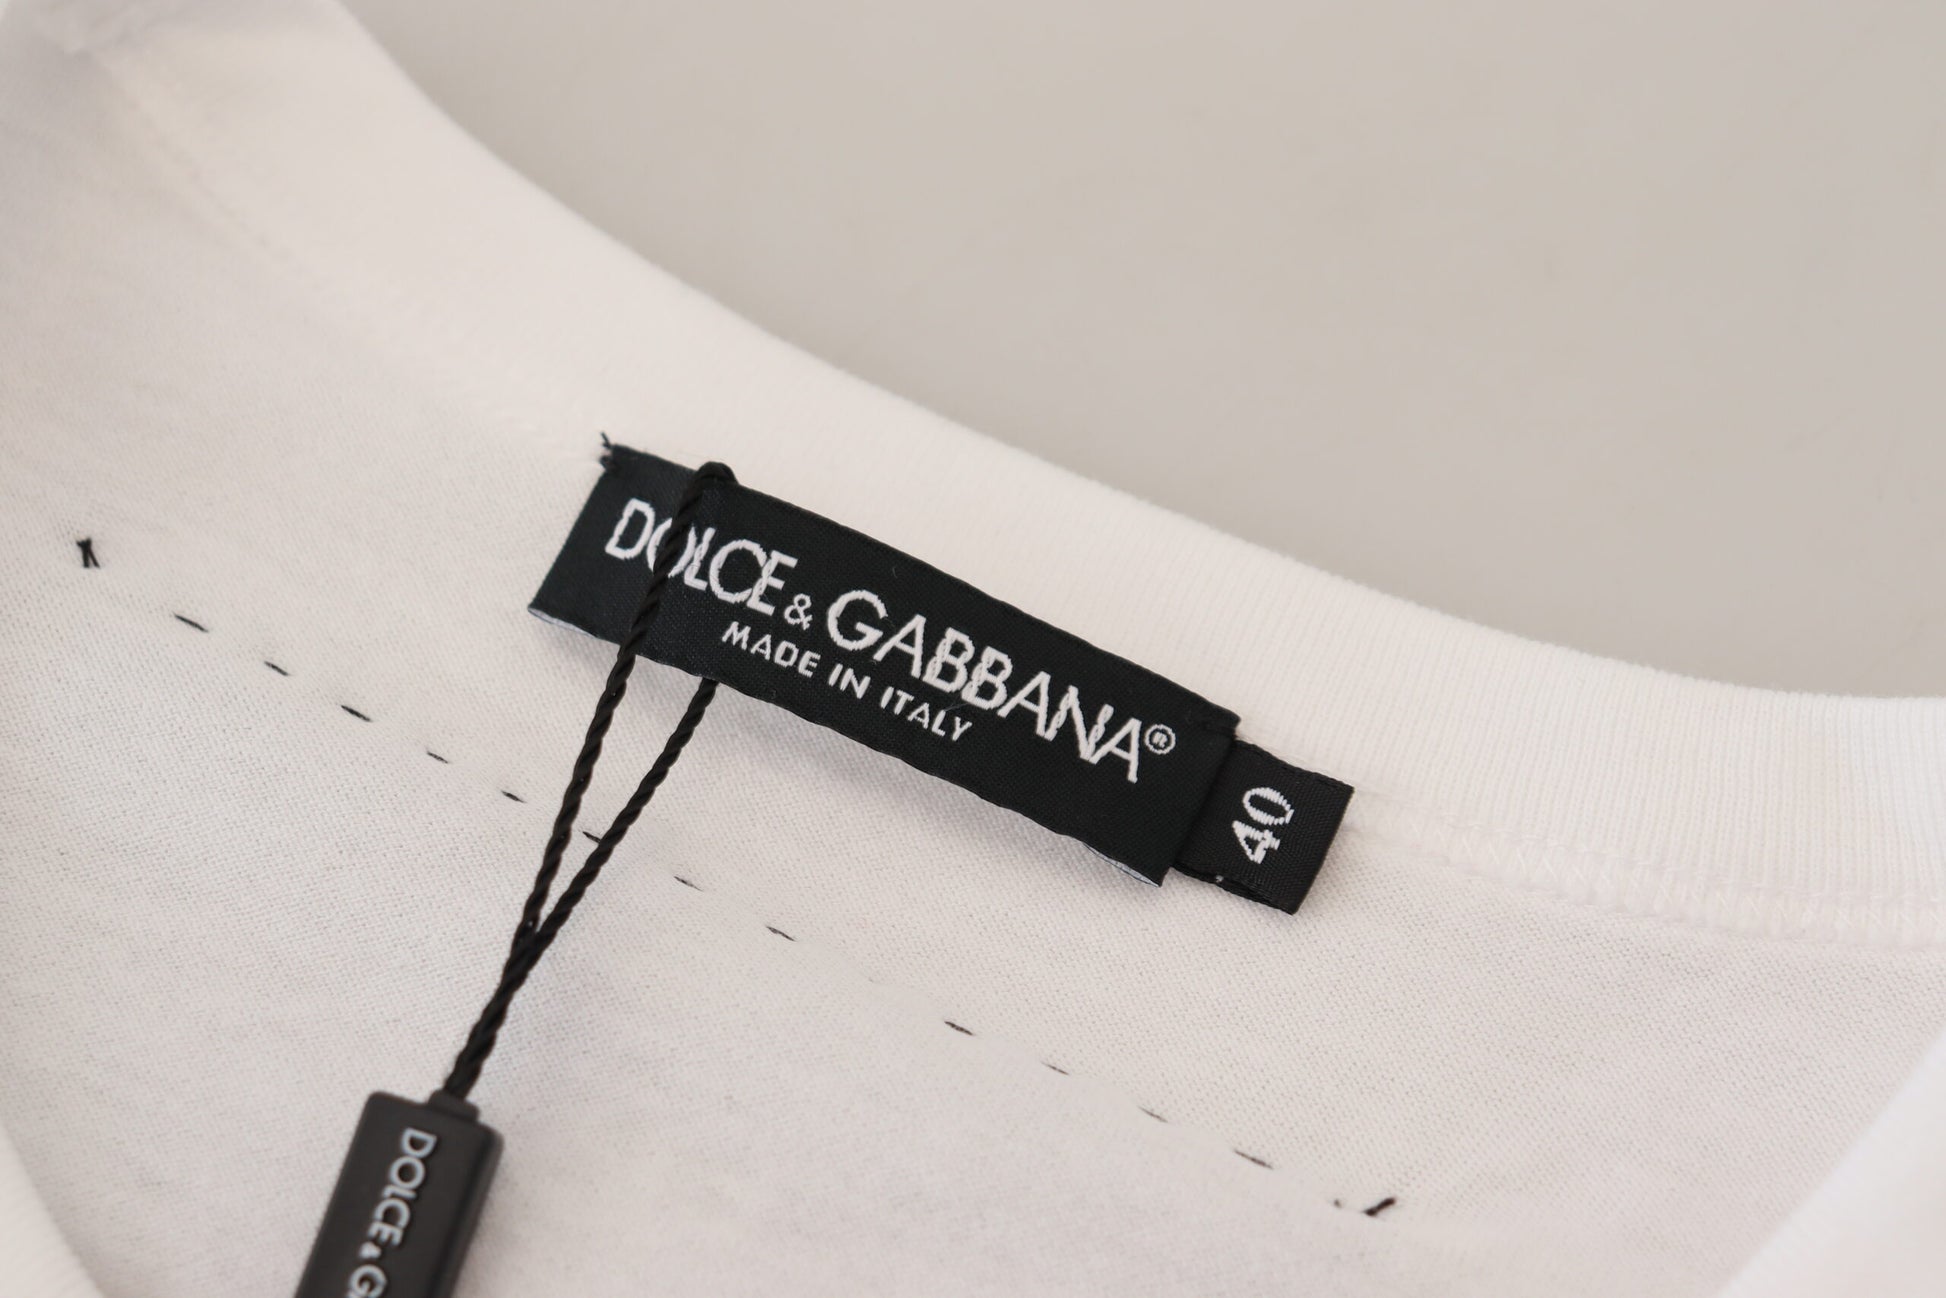 DOLCE & GABBANA®
MADE IN ITALY
40
DOLCE & G